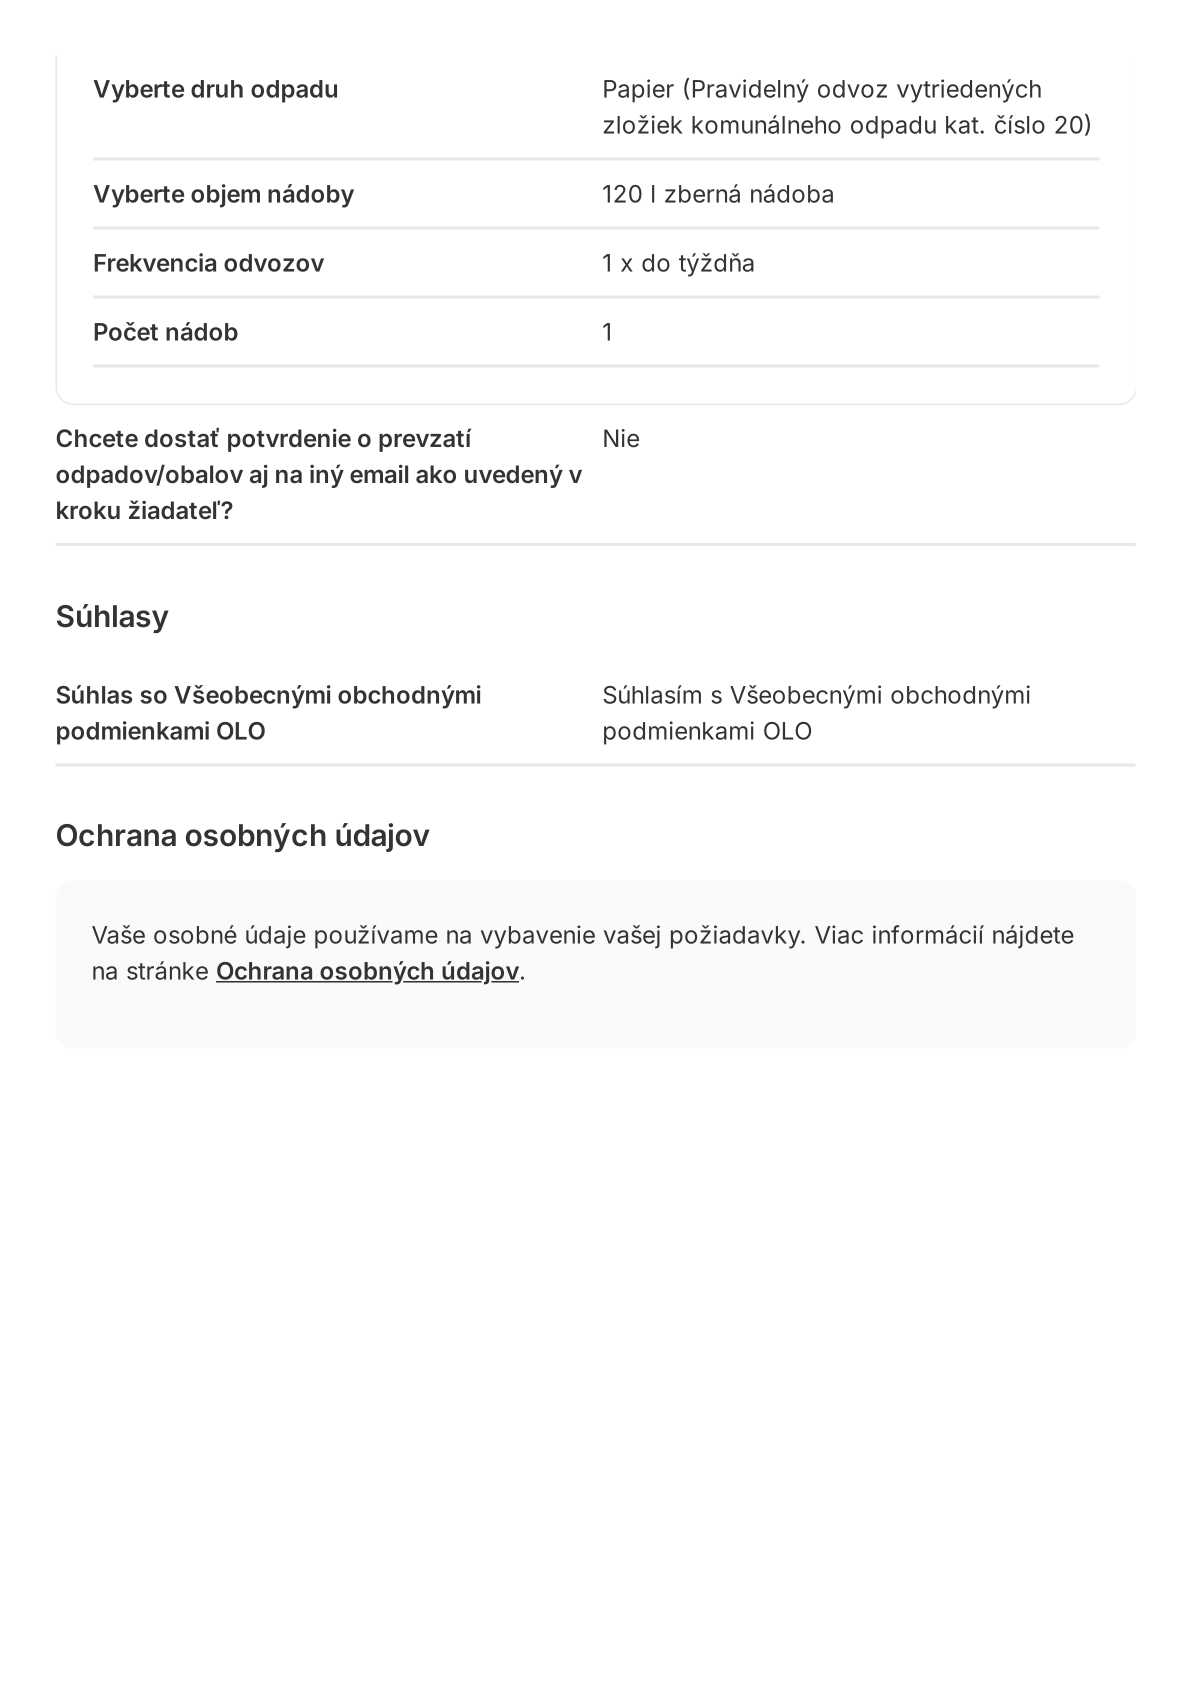 Vyberte druh odpadu
Papier (Pravidelný odvoz vytriedených
zložiek komunálneho odpadu kat. číslo 20)
Vyberte objem nádoby
120 l zberná nádoba
Frekvencia odvozov
1 x do týždňa
Počet nádob
1
Chcete dostať potvrdenie o prevzatí
odpadov/obalov aj na iný email ako uvedený v
kroku žiadateľ?
Nie
Súhlasy
Súhlas so Všeobecnými obchodnými
podmienkami OLO
Súhlasím s Všeobecnými obchodnými
podmienkami OLO
Ochrana osobných údajov
Vaše osobné údaje používame na vybavenie vašej požiadavky. Viac informácií nájdete
na stránke Ochrana osobných údajov.